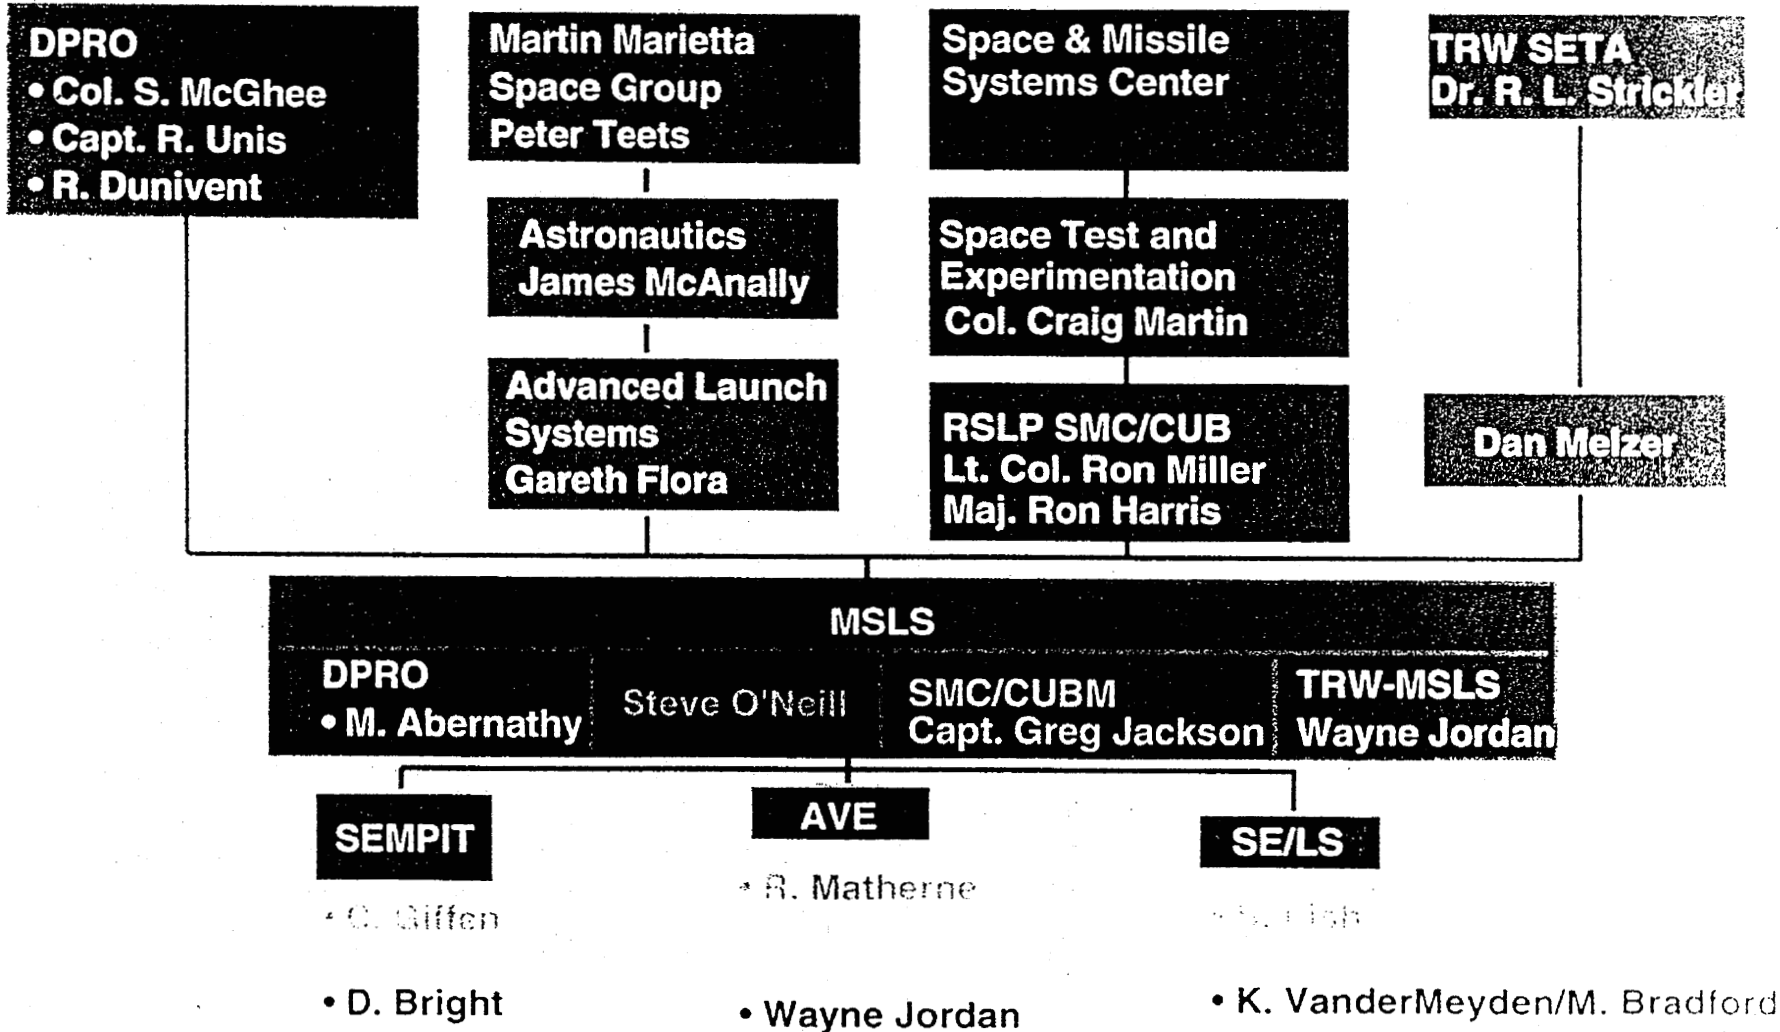 DPRO
• Col. S. McGhee
• Capt. R. Unis
• R. Dunivent
Martin Marietta
Space Group
Peter Teets
Astronautics
James McAnally
Advanced Launch
Systems
Gareth Flora
Space & Missile
Systems Center
Space Test and
Experimentation
Col. Craig Martin
RSLP SMC/CUB
Lt. Col. Ron Miller
Maj. Ron Harris
TRW SETA
Dr. R. L. Strickler
Dan Melzer
MSLS
DPRO
• M. Abernathy
Steve O'Neill
SMC/CUBM
Capt. Greg Jackson
TRW-MSLS
Wayne Jordan
SEMPIT
• C. Giffen
• D. Bright
AVE
• R. Matherne
• Wayne Jordan
SE/LS
• K. VanderMeyden/M. Bradford